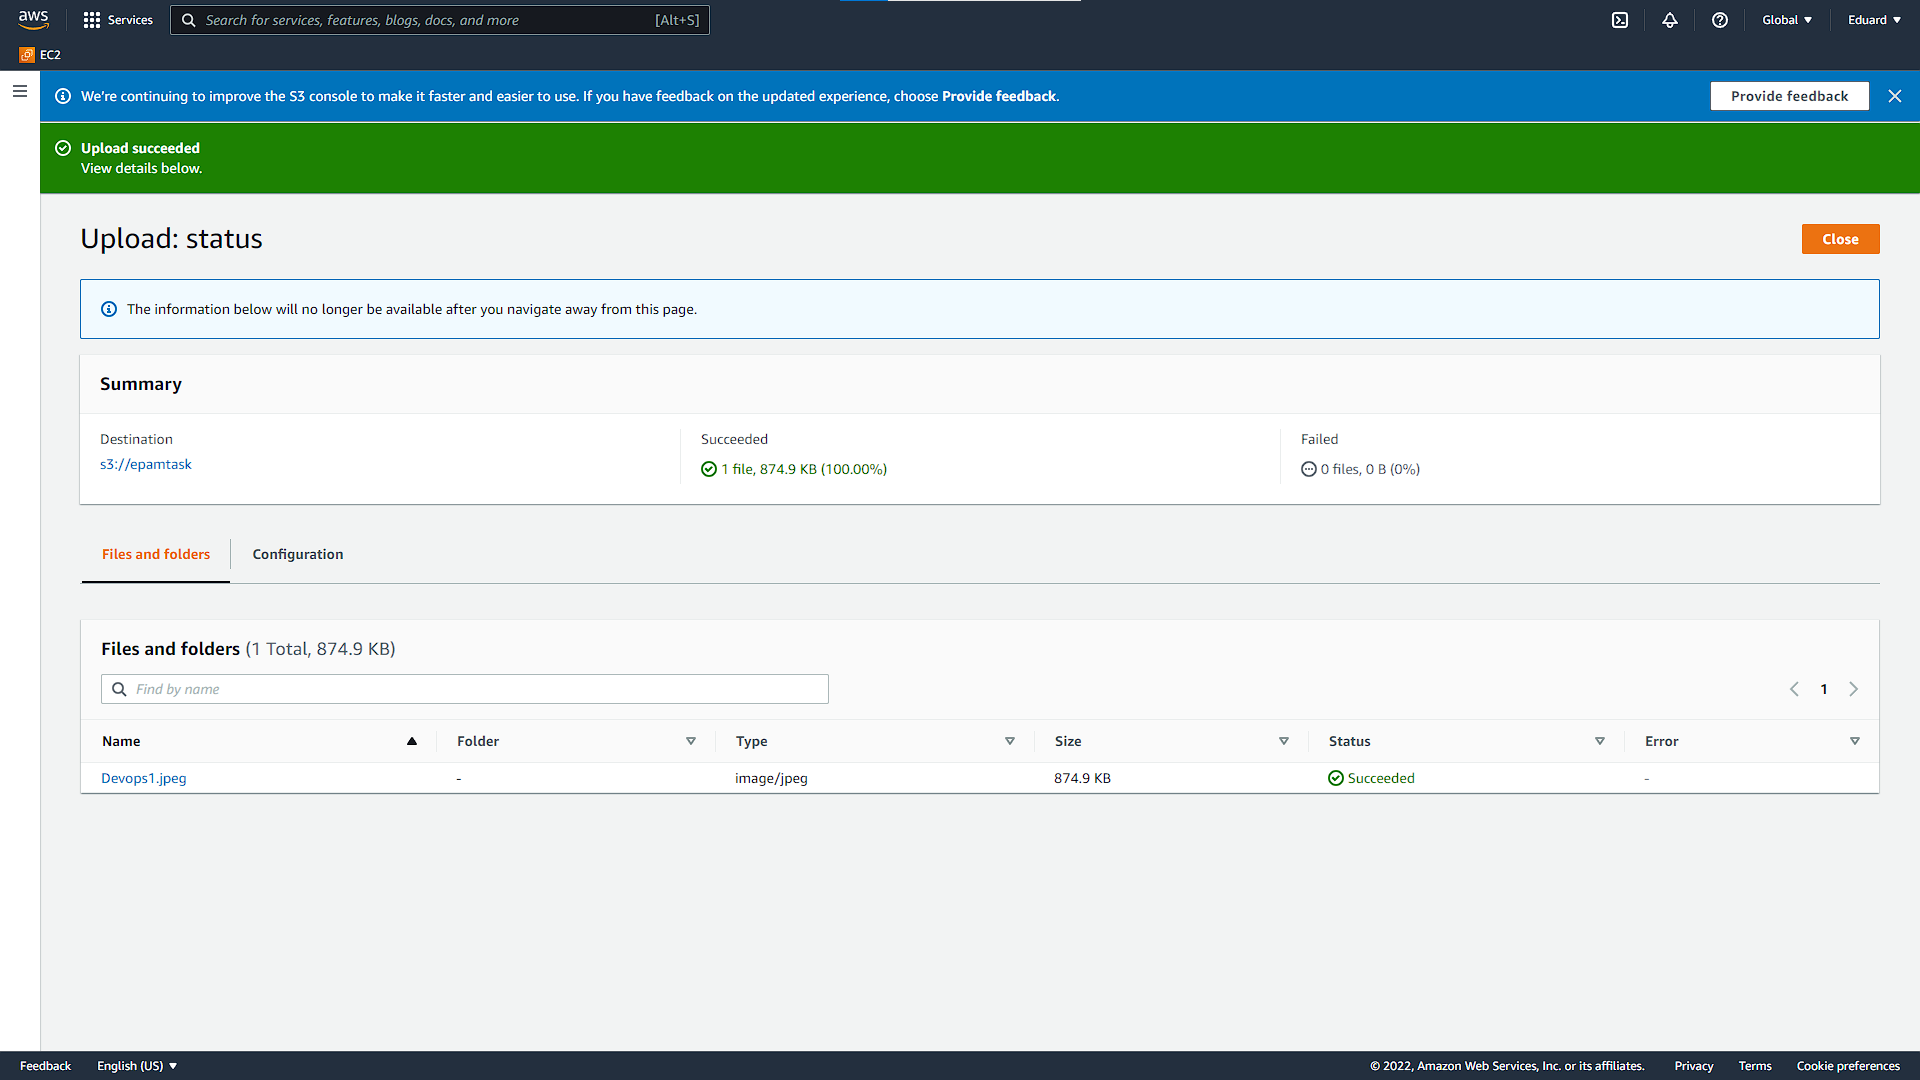 aws
Services
Search for services, features, blogs, docs, and more
[Alt+S]
Global
Eduard
EC2
We're continuing to improve the S3 console to make it faster and easier to use. If you have feedback on the updated experience, choose Provide feedback.
Provide feedback
Upload succeeded
View details below.
Upload: status
Close
The information below will no longer be available after you navigate away from this page.
Summary
Destination
s3://epamtask
Succeeded
1 file, 874.9 KB (100.00%)
Failed
0 files, 0 B (0%)
Files and folders
Configuration
Files and folders (1 Total, 874.9 KB)
Find by name
1
Name
Folder
Type
Size
Status
Error
Devops1.jpeg
-
image/jpeg
874.9 KB
Succeeded
-
Feedback
English (US)
© 2022, Amazon Web Services, Inc. or its affiliates.
Privacy
Terms
Cookie preferences